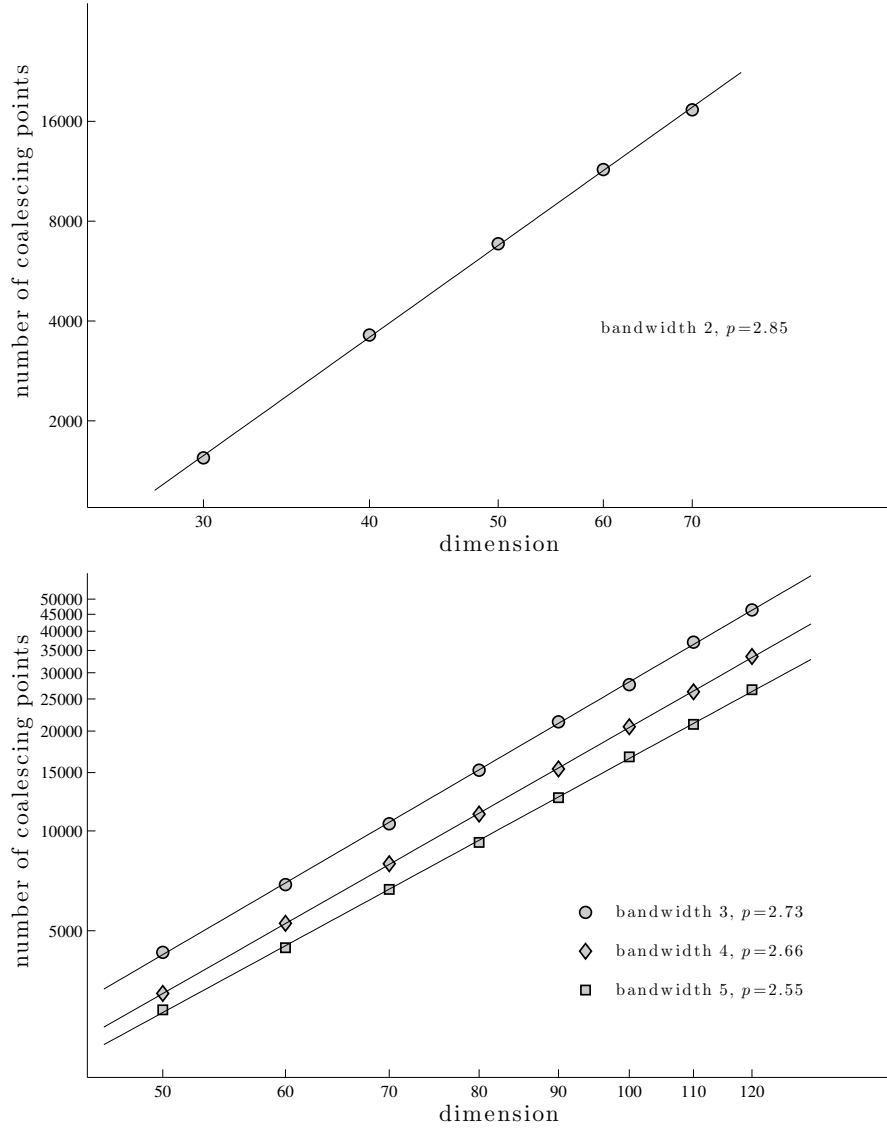 number of coalescing points
16000
8000
4000
2000
bandwidth 2, p=2.85
30 40 50 60 70
dimension
number of coalescing points
50000
45000
40000
35000
30000
25000
20000
15000
10000
5000
bandwidth 3, p=2.73
bandwidth 4, p=2.66
bandwidth 5, p=2.55
50 60 70 80 90 100 110 120
dimension